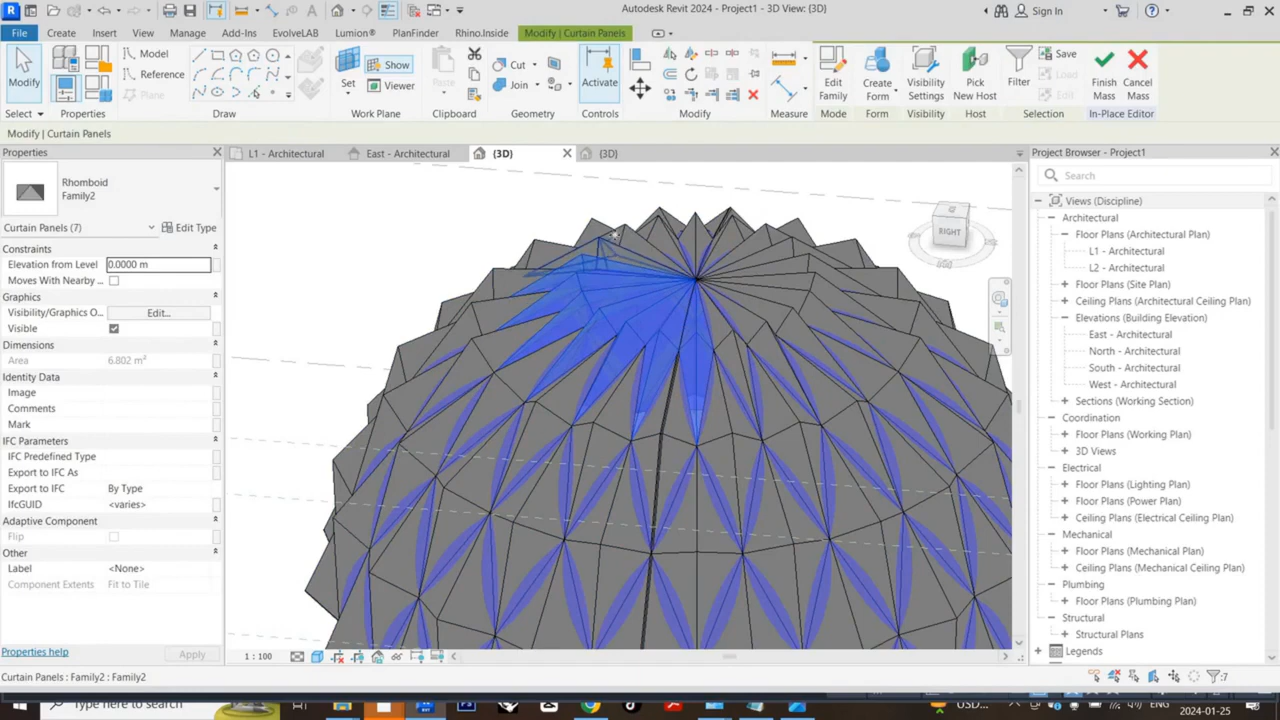 Autodesk Revit 2024 - Project1 - 3D View: {3D}
Sign In
File Create Insert View Manage Add-Ins EvolveLAB Lumion® PlanFinder Rhino.Inside Modify | Curtain Panels
Modify
Model
Reference
Plane
Set
Show
Viewer
Paste
Cut
Join
Activate
Edit Family
Create Form
Visibility Settings
Pick New Host
Filter
Save
Load
Edit
Finish Mass
Cancel Mass
Select Properties Draw Work Plane Clipboard Geometry Controls Modify Measure Mode Form Visibility Host Selection In-Place Editor
Modify | Curtain Panels
Properties
Rhomboid
Family2
Curtain Panels (7)
Edit Type
Constraints
Elevation from Level 0.0000 m
Moves With Nearby ...
Graphics
Visibility/Graphics O... Edit...
Visible
Dimensions
Area 6.802 m²
Identity Data
Image
Comments
Mark
IFC Parameters
IFC Predefined Type
Export to IFC As
Export to IFC By Type
IfcGUID <varies>
Adaptive Component
Flip
Other
Label <None>
Component Extents Fit to Tile
Properties help
Apply
L1 - Architectural
East - Architectural
{3D}
{3D}
RIGHT
1 : 100
Project Browser - Project1
Search
Views (Discipline)
Architectural
Floor Plans (Architectural Plan)
L1 - Architectural
L2 - Architectural
Floor Plans (Site Plan)
Ceiling Plans (Architectural Ceiling Plan)
Elevations (Building Elevation)
East - Architectural
North - Architectural
South - Architectural
West - Architectural
Sections (Working Section)
Coordination
Floor Plans (Working Plan)
3D Views
Electrical
Floor Plans (Lighting Plan)
Floor Plans (Power Plan)
Ceiling Plans (Electrical Ceiling Plan)
Mechanical
Floor Plans (Mechanical Plan)
Ceiling Plans (Mechanical Ceiling Plan)
Plumbing
Floor Plans (Plumbing Plan)
Structural
Structural Plans
Legends
Curtain Panels : Family2 : Family2
:7
Type here to search
USD...
ENG
2024-01-25